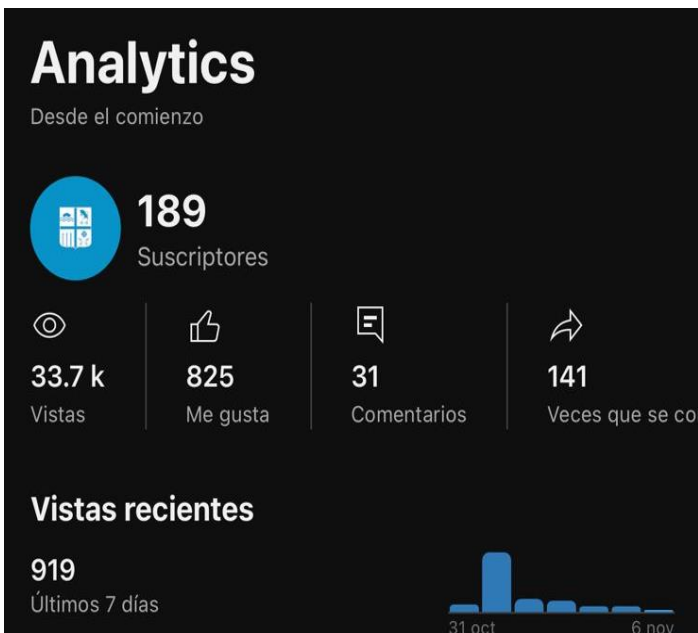 Analytics
Desde el comienzo
189
Suscriptores
33.7 k
Vistas
825
Me gusta
31
Comentarios
141
Veces que se co
Vistas recientes
919
Últimos 7 días
31 oct
6 nov